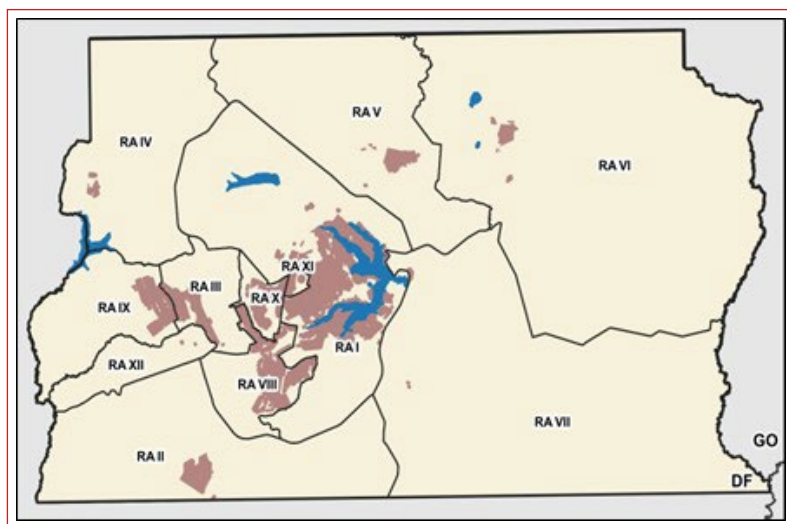 RA V
RA IV
RA VI
RA XI
RA III
RA X
RA IX
RA I
RA XII
RA VIII
RA VII
GO
RA II
DF